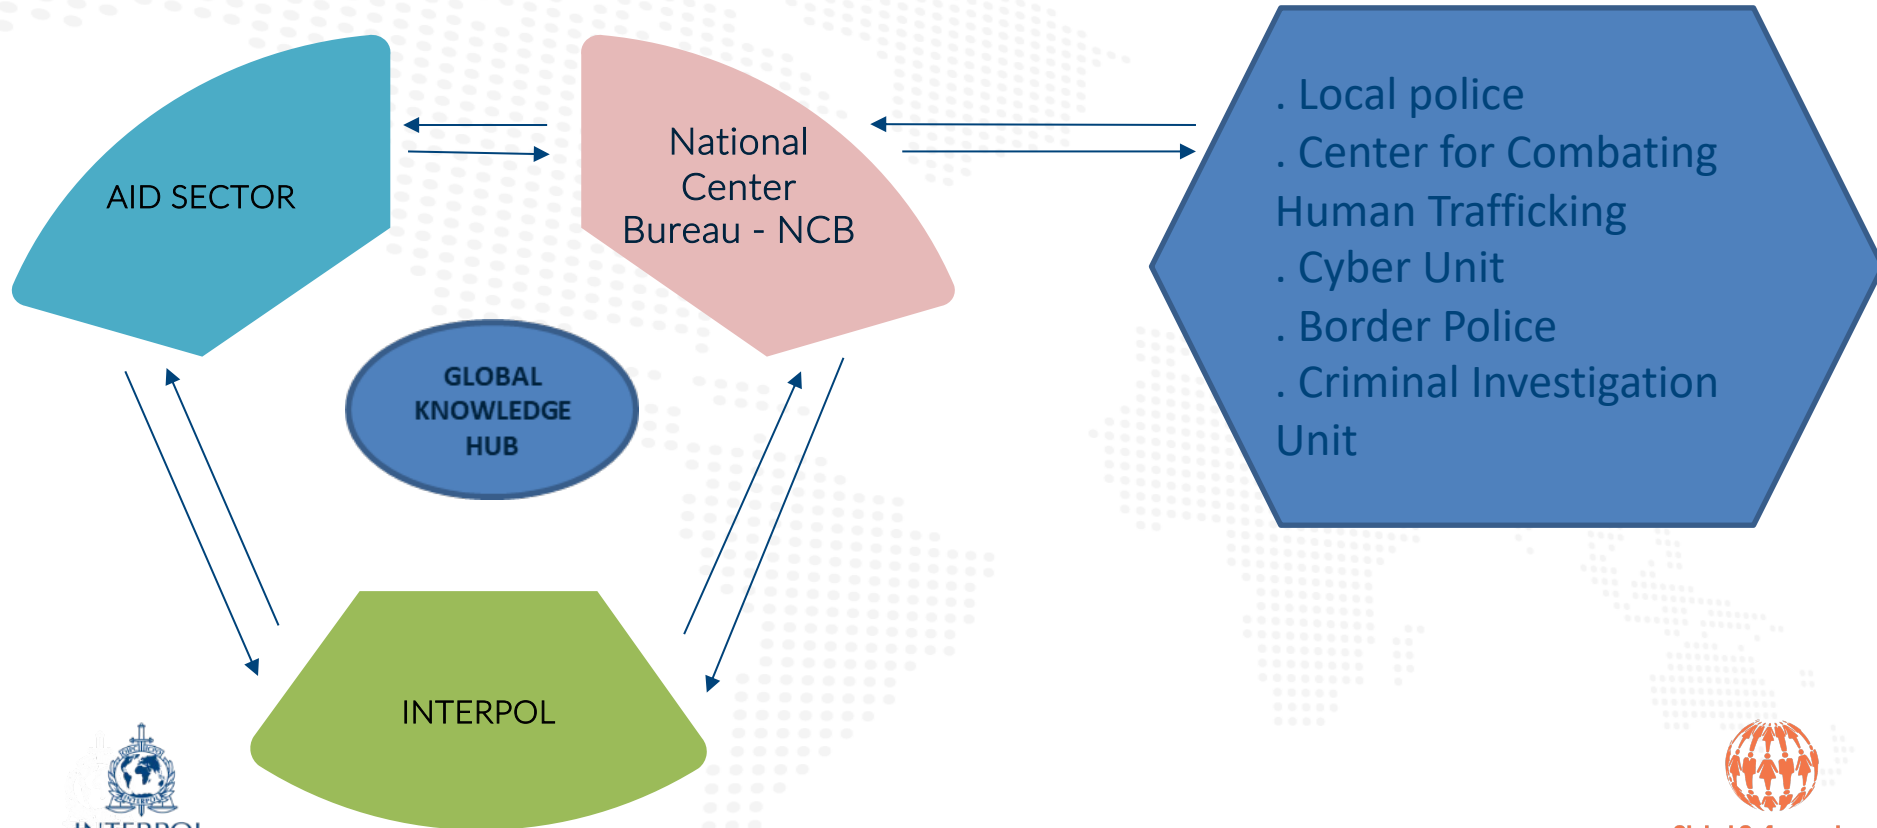 AID SECTOR
National
Center
Bureau - NCB
. Local police
. Center for Combating
Human Trafficking
. Cyber Unit
. Border Police
. Criminal Investigation
Unit
GLOBAL
KNOWLEDGE
HUB
INTERPOL
INTERPOL